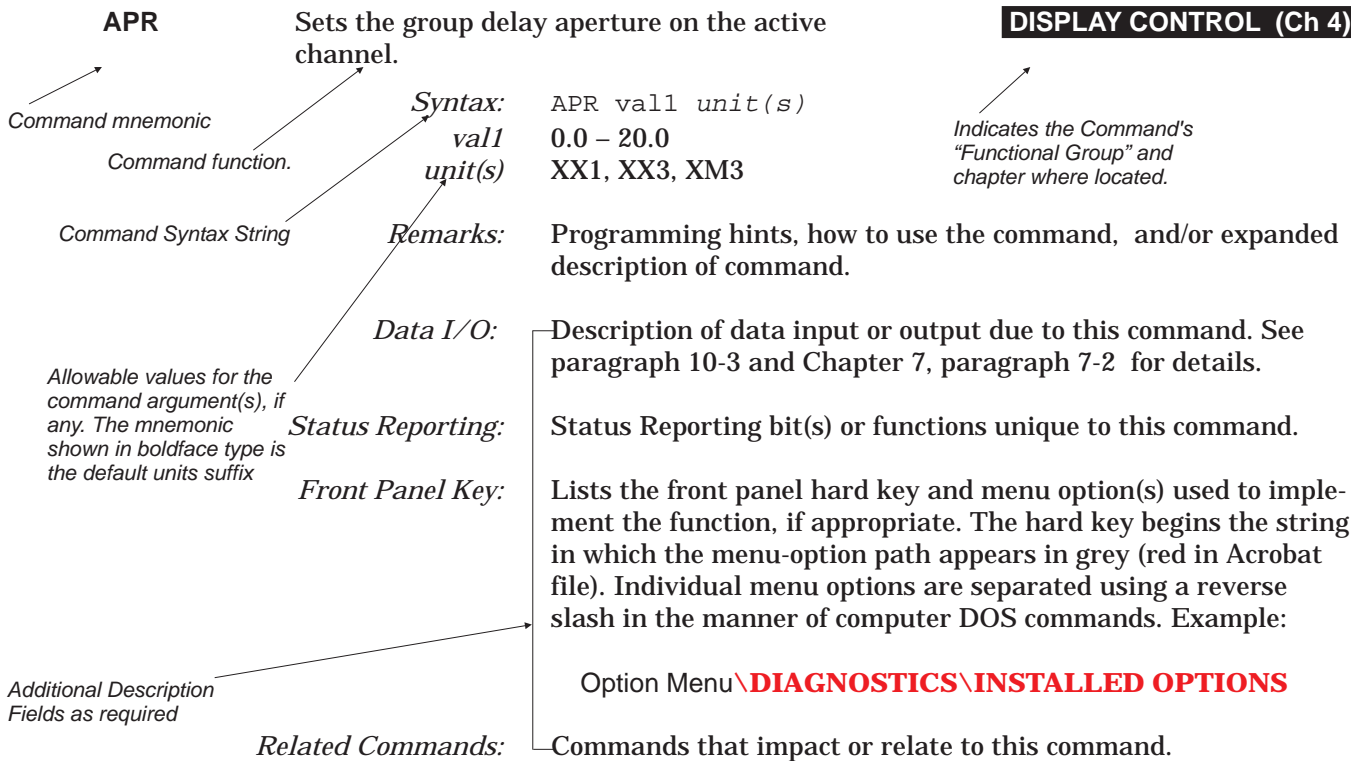 APR
Sets the group delay aperture on the active
channel.
DISPLAY CONTROL (Ch 4)
Command mnemonic
Command function.
Syntax: APR val1 unit(s)
val1 0.0 – 20.0
unit(s) XX1, XX3, XM3
Indicates the Command's
“Functional Group” and
chapter where located.
Command Syntax String
Remarks: Programming hints, how to use the command, and/or expanded
description of command.
Data I/O: Description of data input or output due to this command. See
paragraph 10-3 and Chapter 7, paragraph 7-2 for details.
Allowable values for the
command argument(s), if
any. The mnemonic
shown in boldface type is
the default units suffix
Status Reporting: Status Reporting bit(s) or functions unique to this command.
Front Panel Key: Lists the front panel hard key and menu option(s) used to imple-
ment the function, if appropriate. The hard key begins the string
in which the menu-option path appears in grey (red in Acrobat
file). Individual menu options are separated using a reverse
slash in the manner of computer DOS commands. Example:
Option Menu\DIAGNOSTICS\INSTALLED OPTIONS
Additional Description
Fields as required
Related Commands: Commands that impact or relate to this command.